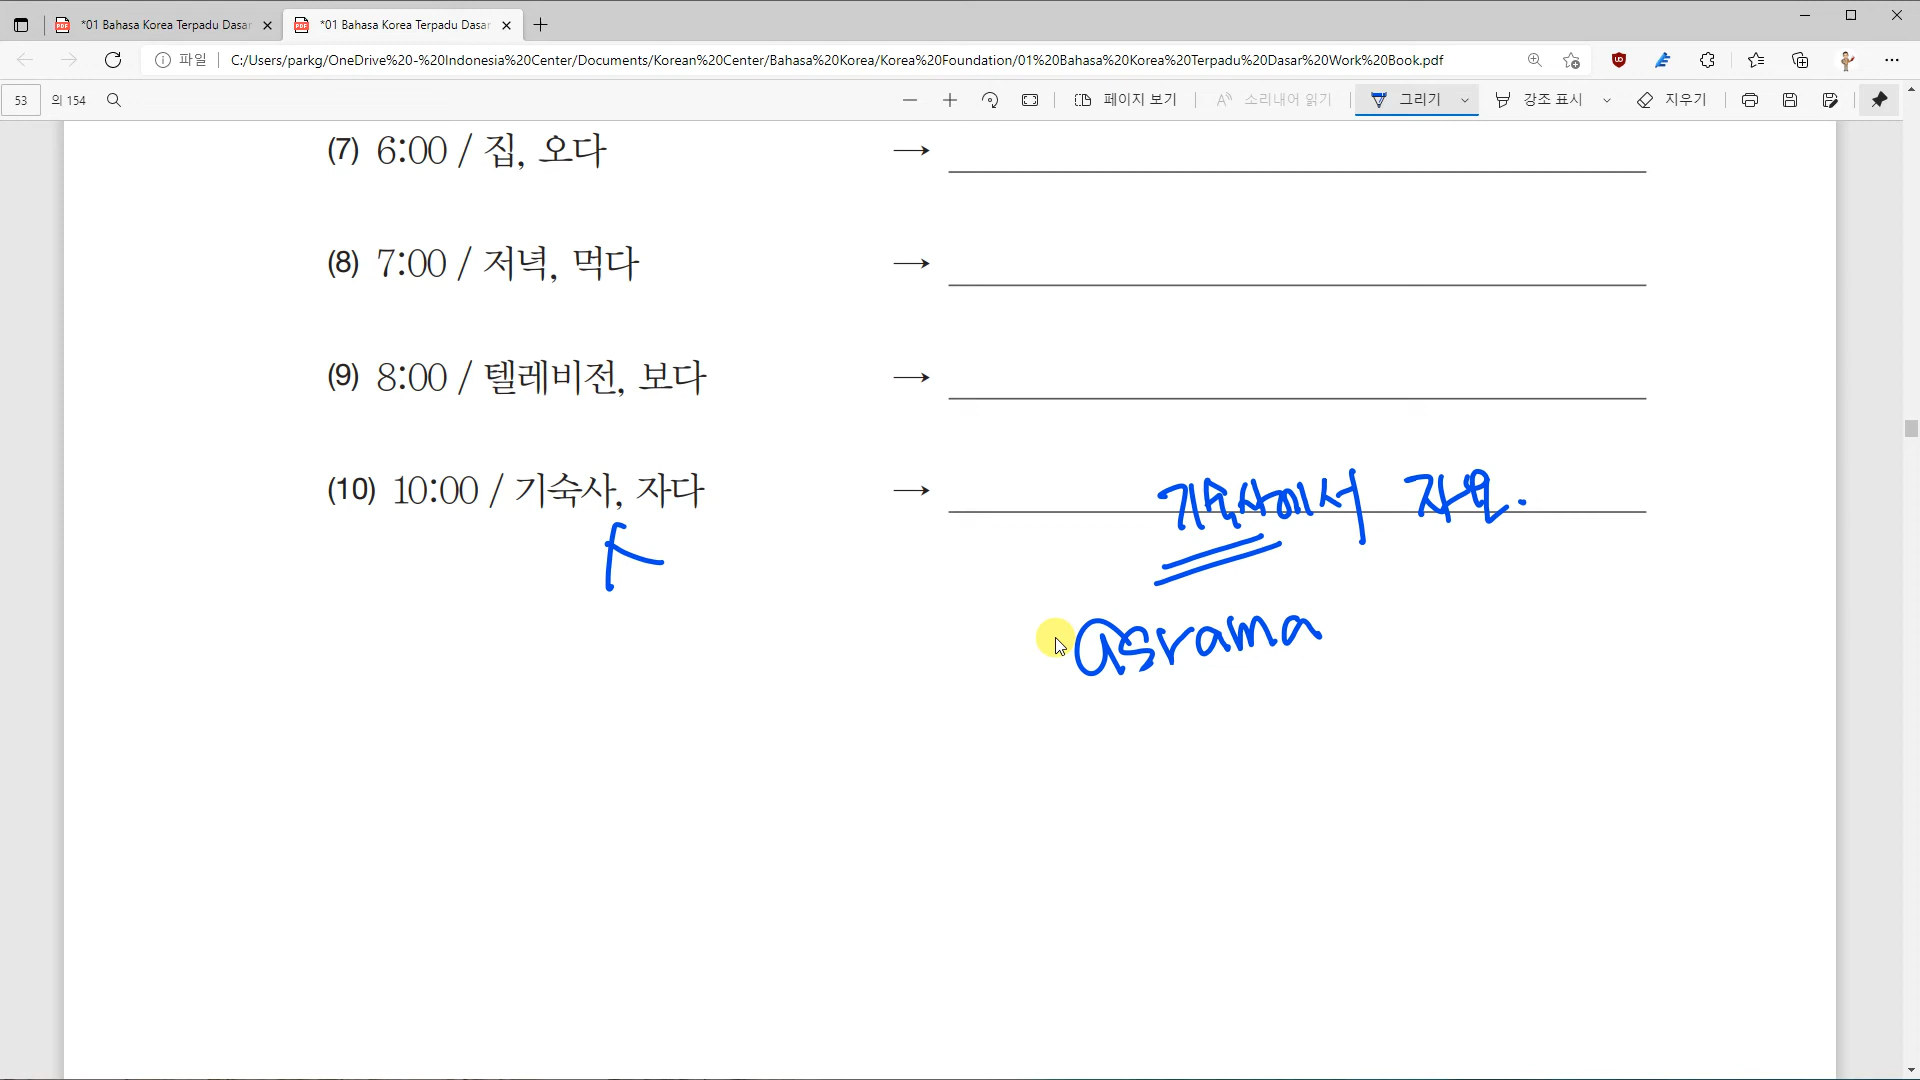 *01 Bahasa Korea Terpadu Dasar
*01 Bahasa Korea Terpadu Dasar
파일
C:/Users/parkg/OneDrive%20-%20Indonesia%20Center/Documents/Korean%20Center/Bahasa%20Korea/Korea%20Foundation/01%20Bahasa%20Korea%20Terpadu%20Dasar%20Work%20Book.pdf
53 의 154 페이지 보기 소리내어 읽기 그리기 강조 표시 지우기
(7) 6:00 / 집, 오다 →
(8) 7:00 / 저녁, 먹다 →
(9) 8:00 / 텔레비전, 보다 →
(10) 10:00 / 기숙사, 자다 → 기숙사에서 자요.
asrama